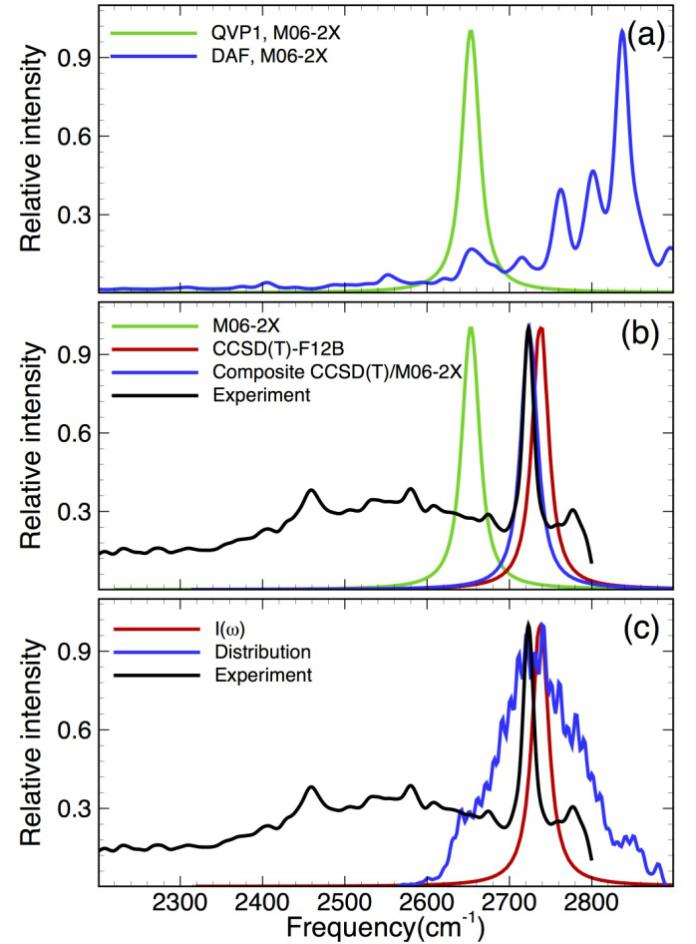 (a)
QVP1, M06-2X
DAF, M06-2X
0.9
0.6
0.3
Relative intensity
(b)
M06-2X
CCSD(T)-F12B
Composite CCSD(T)/M06-2X
Experiment
0.9
0.6
0.3
Relative intensity
(c)
I(ω)
Distribution
Experiment
0.9
0.6
0.3
Relative intensity
2300 2400 2500 2600 2700 2800
Frequency(cm⁻¹)